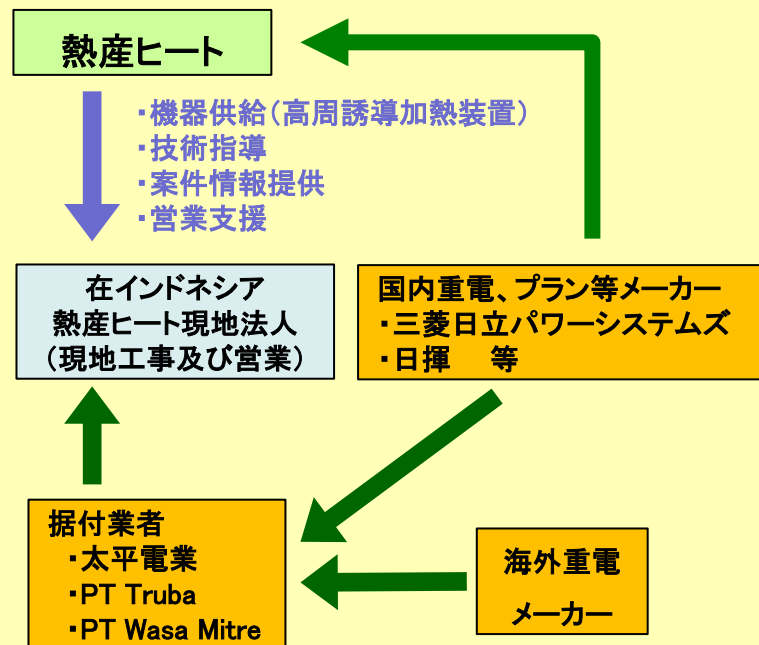 熱産ヒート
・機器供給(高周誘導加熱装置)
・技術指導
・案件情報提供
・営業支援
在インドネシア
熱産ヒート現地法人
(現地工事及び営業)
国内重電、プラン等メーカー
・三菱日立パワーシステムズ
・日揮　等
据付業者
・太平電業
・PT Truba
・PT Wasa Mitre
海外重電
メーカー